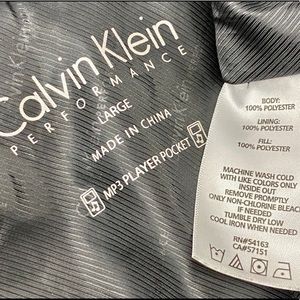 Calvin Klein
PERFORMANCE
LARGE
MADE IN CHINA
MP3 PLAYER POCKET
BODY:
100% POLYESTER
LINING:
100% POLYESTER
FILL:
100% POLYESTER
MACHINE WASH COLD
WITH LIKE COLORS ONLY
INSIDE OUT
REMOVE PROMPTLY
ONLY NON-CHLORINE BLEACH
IF NEEDED
TUMBLE DRY LOW
COOL IRON WHEN NEEDED
RN#54163
CA#57151